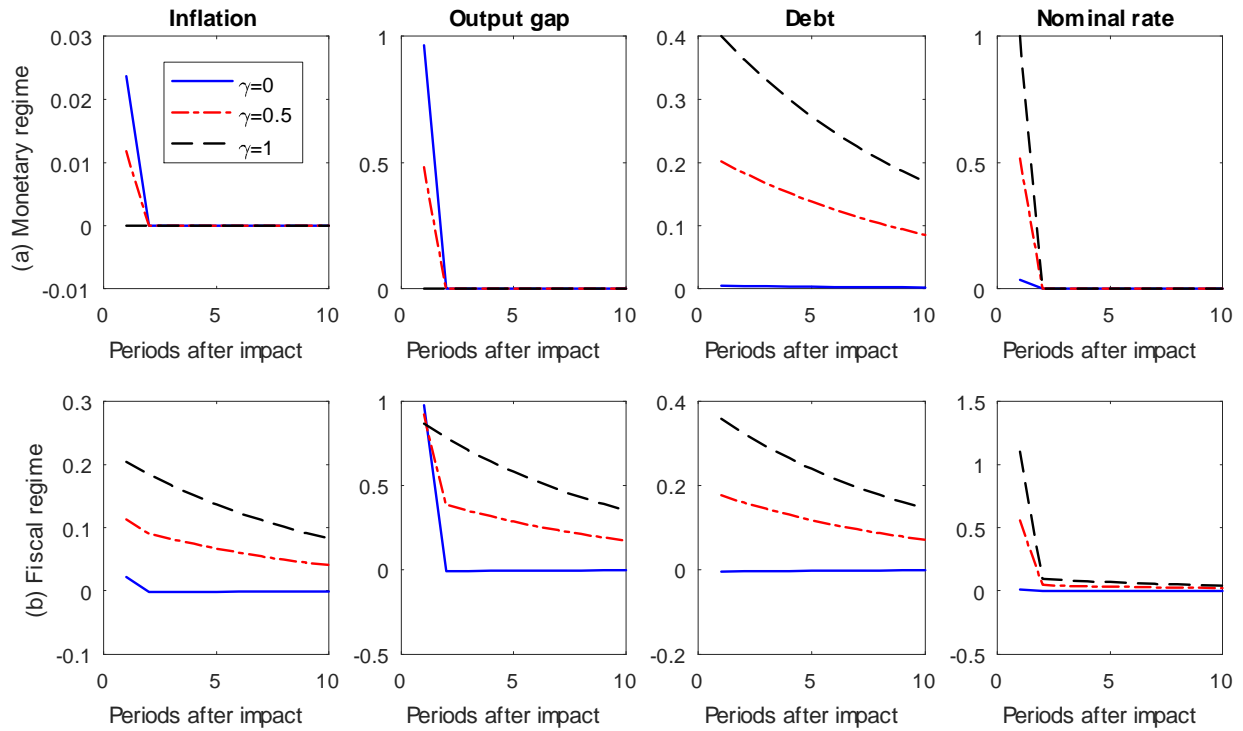 Inflation
Output gap
Debt
Nominal rate
(a) Monetary regime
0.03
0.02
0.01
0
-0.01
γ=0
γ=0.5
γ=1
0 5 10
Periods after impact
1
0.5
0
0 5 10
Periods after impact
0.4
0.3
0.2
0.1
0
0 5 10
Periods after impact
1
0.5
0
0 5 10
Periods after impact
(b) Fiscal regime
0.3
0.2
0.1
0
-0.1
0 5 10
Periods after impact
1
0.5
0
-0.5
0 5 10
Periods after impact
0.4
0.2
0
-0.2
0 5 10
Periods after impact
1.5
1
0.5
0
-0.5
0 5 10
Periods after impact